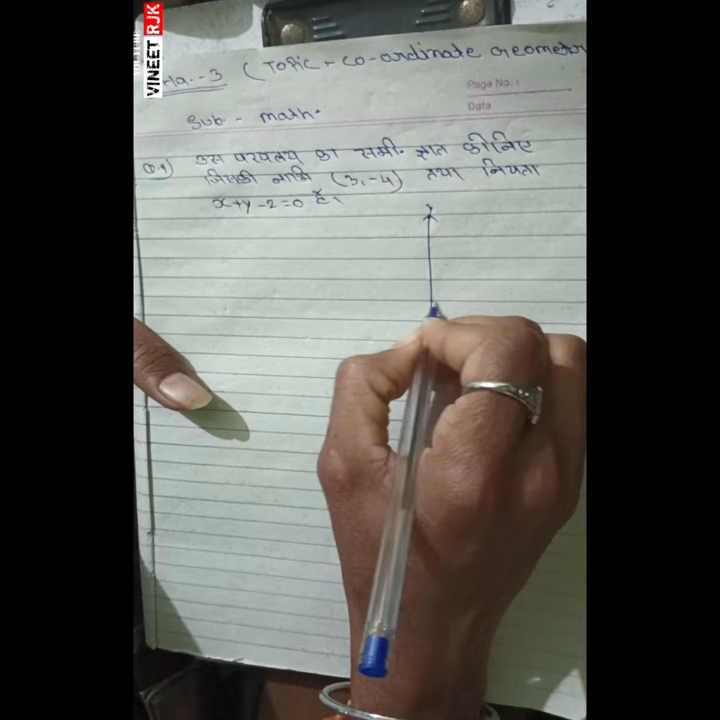 VINEET RJK
Ha.-3 (Topic - Co-ordinate Geometer
Page No. :
Date
Sub - math.
Q.1) उस परवलय का समी. ज्ञात कीजिए
जिसकी नाभि (3,-4) तथा नियता
x+y-2=0 है।